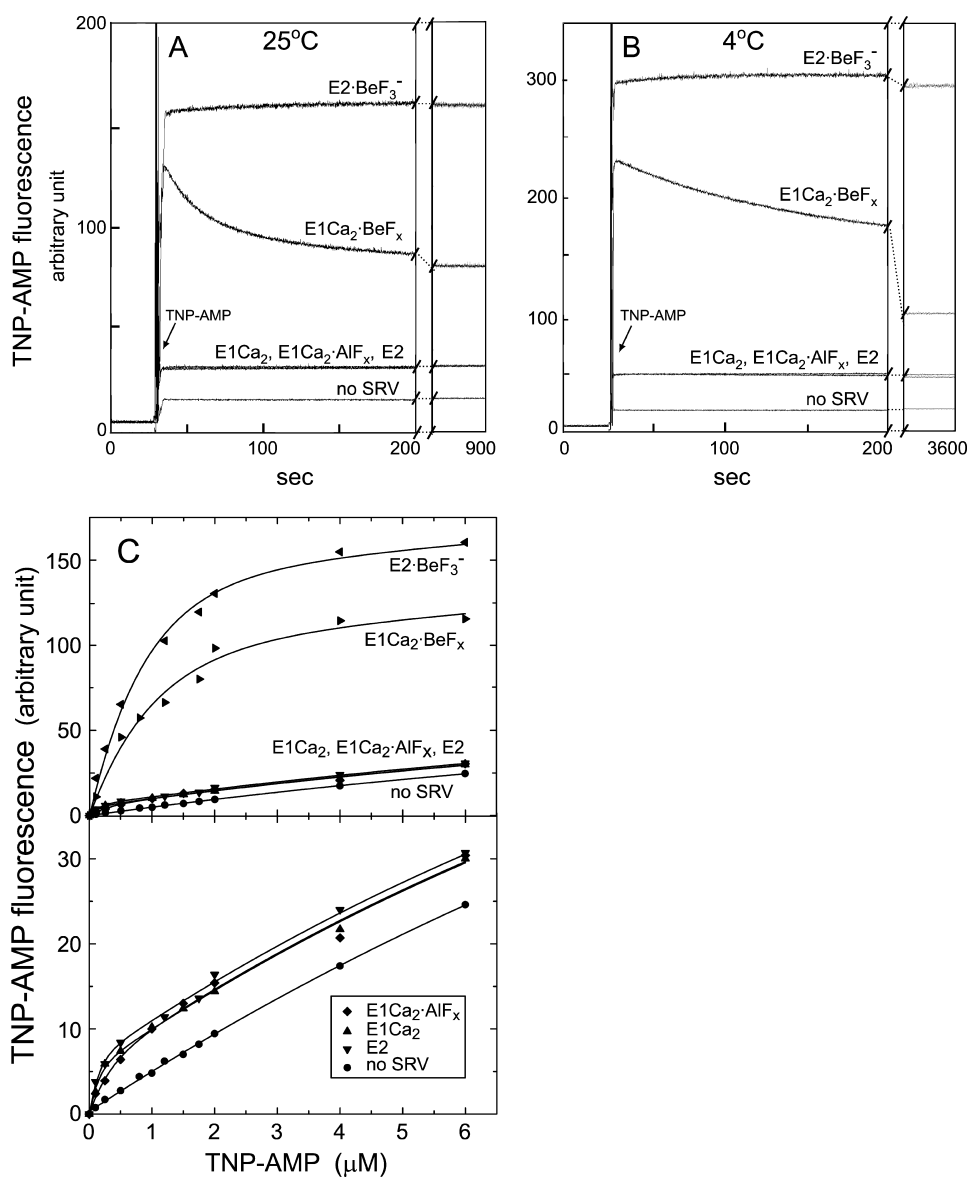 A
25°C
200
100
0
E2·BeF₃⁻
E1Ca₂·BeFₓ
TNP-AMP
E1Ca₂, E1Ca₂·AlFₓ, E2
no SRV
0
100
200
900
sec
TNP-AMP fluorescence
arbitrary unit
B
4°C
300
200
100
0
E2·BeF₃⁻
E1Ca₂·BeFₓ
TNP-AMP
E1Ca₂, E1Ca₂·AlFₓ, E2
no SRV
0
100
200
3600
sec
C
150
100
50
0
E2·BeF₃⁻
E1Ca₂·BeFₓ
E1Ca₂, E1Ca₂·AlFₓ, E2
no SRV
30
20
10
0
E1Ca₂·AlFₓ
E1Ca₂
E2
no SRV
0
1
2
3
4
5
6
TNP-AMP (μM)
TNP-AMP fluorescence (arbitrary unit)